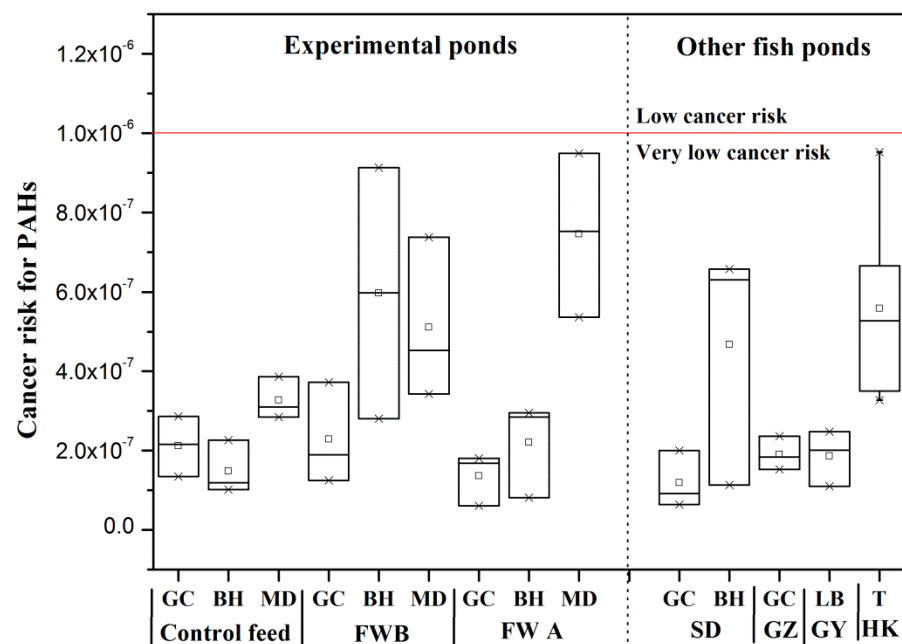 Experimental ponds
Other fish ponds
Low cancer risk
Very low cancer risk
Cancer risk for PAHs
1.2x10⁻⁶
1.0x10⁻⁶
8.0x10⁻⁷
6.0x10⁻⁷
4.0x10⁻⁷
2.0x10⁻⁷
0.0
GC BH MD GC BH MD GC BH MD GC BH GC LB T
Control feed FWB FW A SD GZ GY HK